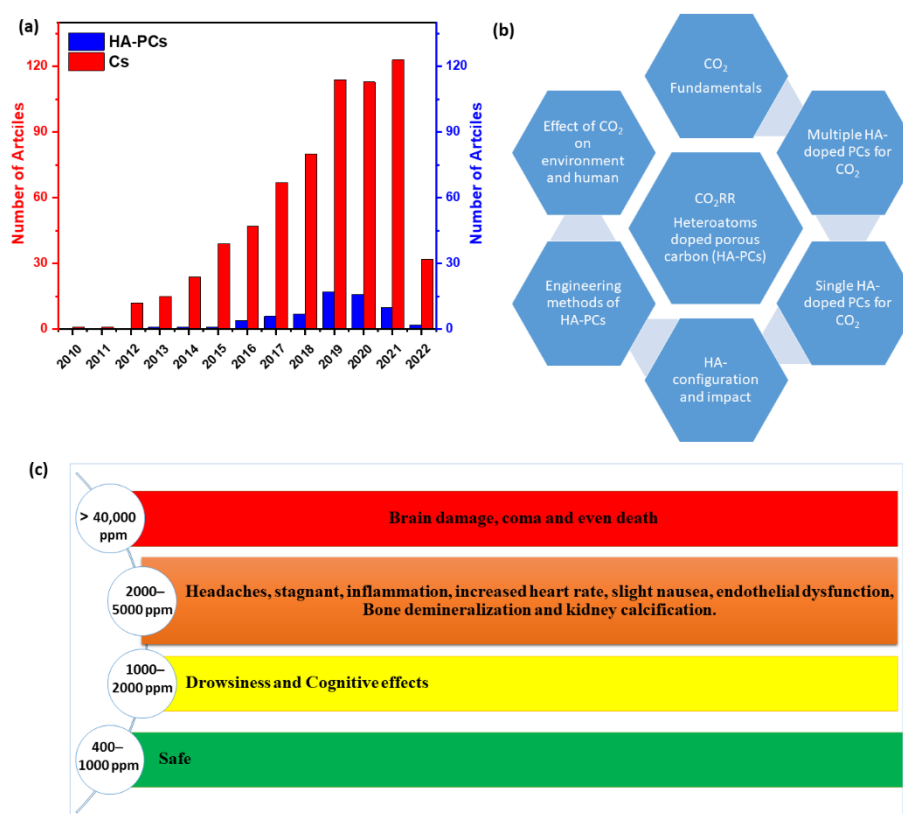 (a)
HA-PCs
Cs
Number of Artciles
120
90
60
30
0
120
90
60
30
0
Number of Artciles
2010
2011
2012
2013
2014
2015
2016
2017
2018
2019
2020
2021
2022
(b)
CO2
Fundamentals
Effect of CO2
on
environment
and human
Multiple HA-
doped PCs for
CO2
CO2RR
Heteroatoms
doped porous
carbon (HA-PCs)
Engineering
methods of
HA-PCs
Single HA-
doped PCs for
CO2
HA-
configuration
and impact
(c)
> 40,000
ppm
Brain damage, coma and even death
2000–
5000 ppm
Headaches, stagnant, inflammation, increased heart rate, slight nausea, endothelial dysfunction,
Bone demineralization and kidney calcification.
1000–
2000 ppm
Drowsiness and Cognitive effects
400–
1000 ppm
Safe